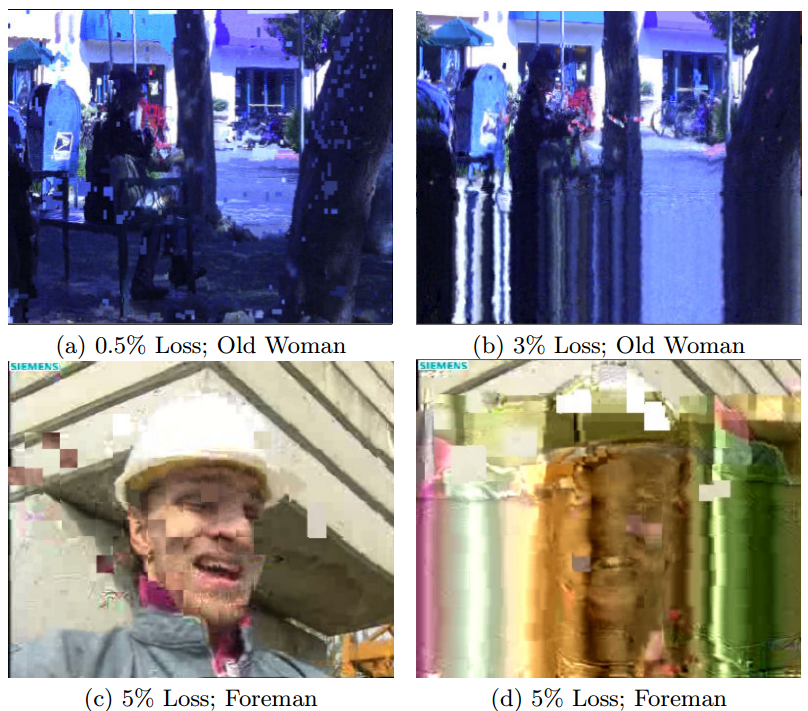 (a) 0.5% Loss; Old Woman
(b) 3% Loss; Old Woman
SIEMENS
SIEMENS
(c) 5% Loss; Foreman
(d) 5% Loss; Foreman